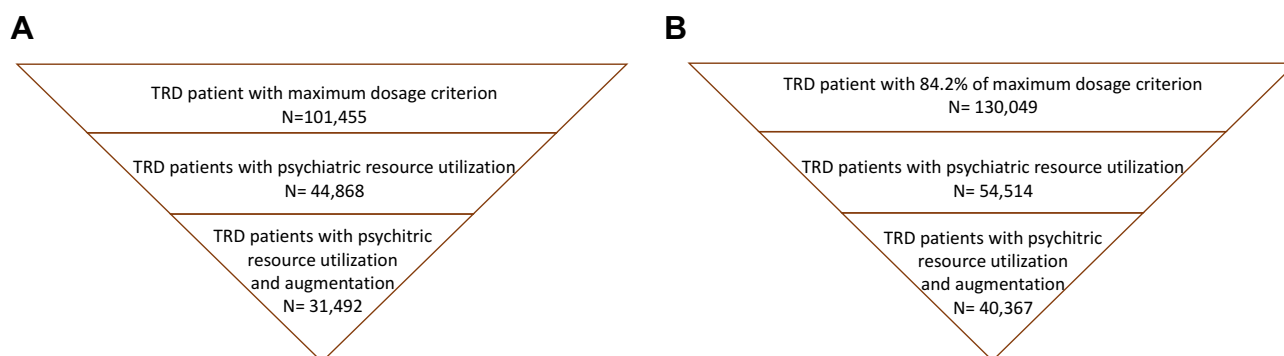 A
TRD patient with maximum dosage criterion
N=101,455
TRD patients with psychiatric resource utilization
N= 44,868
TRD patients with psychitric
resource utilization
and augmentation
N= 31,492
B
TRD patient with 84.2% of maximum dosage criterion
N= 130,049
TRD patients with psychiatric resource utilization
N= 54,514
TRD patients with psychitric
resource utilization
and augmentation
N= 40,367